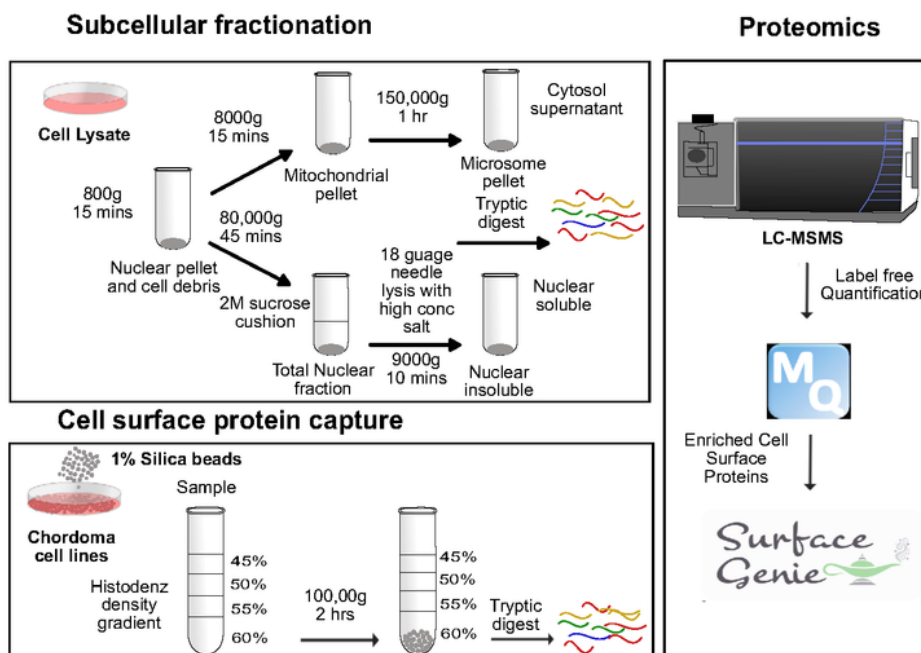 Subcellular fractionation
Proteomics
Cell Lysate
800g
15 mins
Nuclear pellet
and cell debris
8000g
15 mins
Mitochondrial
pellet
150,000g
1 hr
Cytosol
supernatant
Microsome
pellet
Tryptic
digest
80,000g
45 mins
2M sucrose
cushion
Total Nuclear
fraction
18 guage
needle
lysis with
high conc
salt
9000g
10 mins
Nuclear
soluble
Nuclear
insoluble
Cell surface protein capture
1% Silica beads
Chordoma
cell lines
Sample
Histodenz
density
gradient
45%
50%
55%
60%
100,00g
2 hrs
45%
50%
55%
60%
Tryptic
digest
LC-MSMS
Label free
Quantification
M
Q
Enriched Cell
Surface
Proteins
Surface
Genie